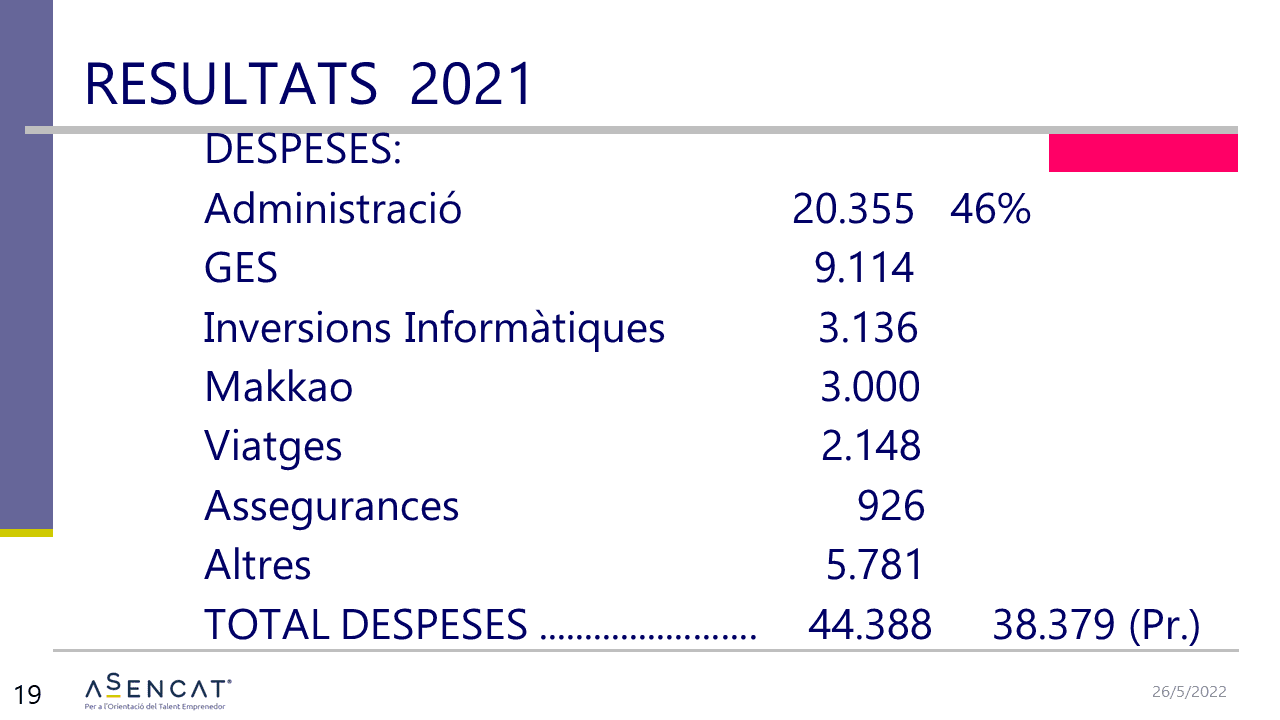 RESULTATS 2021
DESPESES:
Administració 20.355 46%
GES 9.114
Inversions Informàtiques 3.136
Makkao 3.000
Viatges 2.148
Assegurances 926
Altres 5.781
TOTAL DESPESES ........................ 44.388 38.379 (Pr.)
19
ASENCAT®
Per a l'Orientació del Talent Emprenedor
26/5/2022